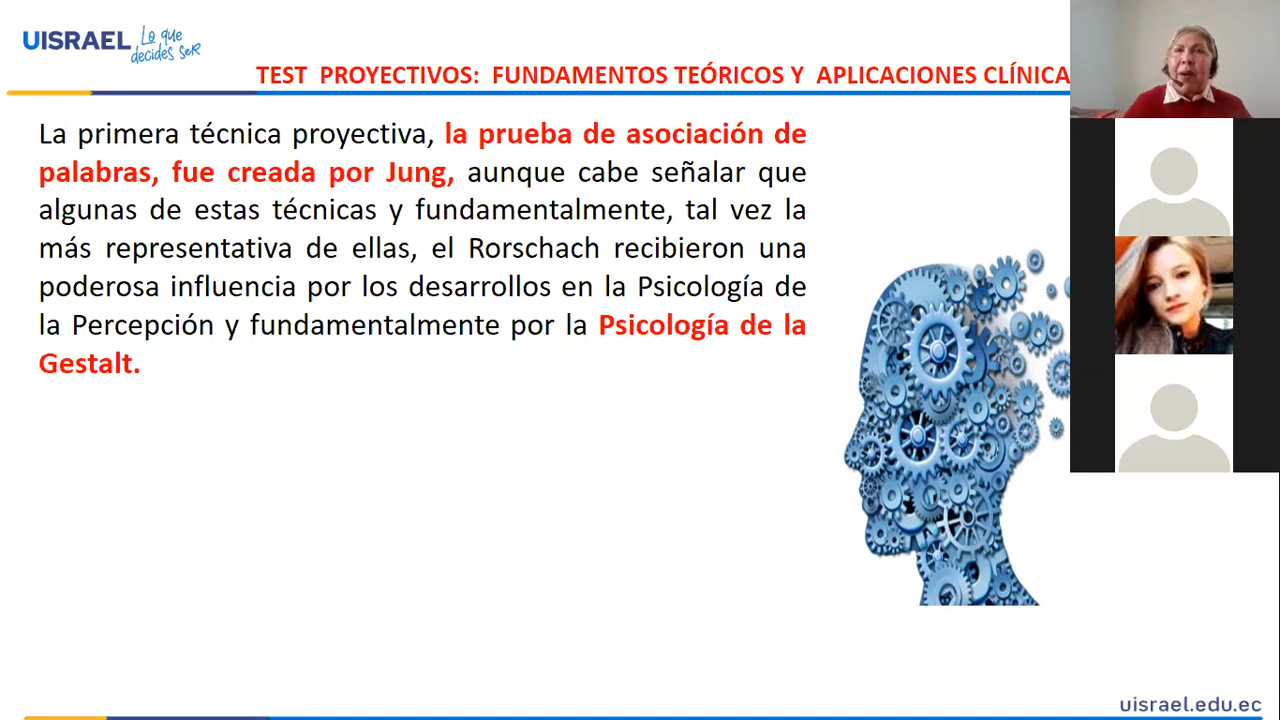 UISRAEL Lo que
decides seR
TEST PROYECTIVOS: FUNDAMENTOS TEÓRICOS Y APLICACIONES CLÍNICA
La primera técnica proyectiva, la prueba de asociación de
palabras, fue creada por Jung, aunque cabe señalar que
algunas de estas técnicas y fundamentalmente, tal vez la
más representativa de ellas, el Rorschach recibieron una
poderosa influencia por los desarrollos en la Psicología de
la Percepción y fundamentalmente por la Psicología de la
Gestalt.
uisrael.edu.ec